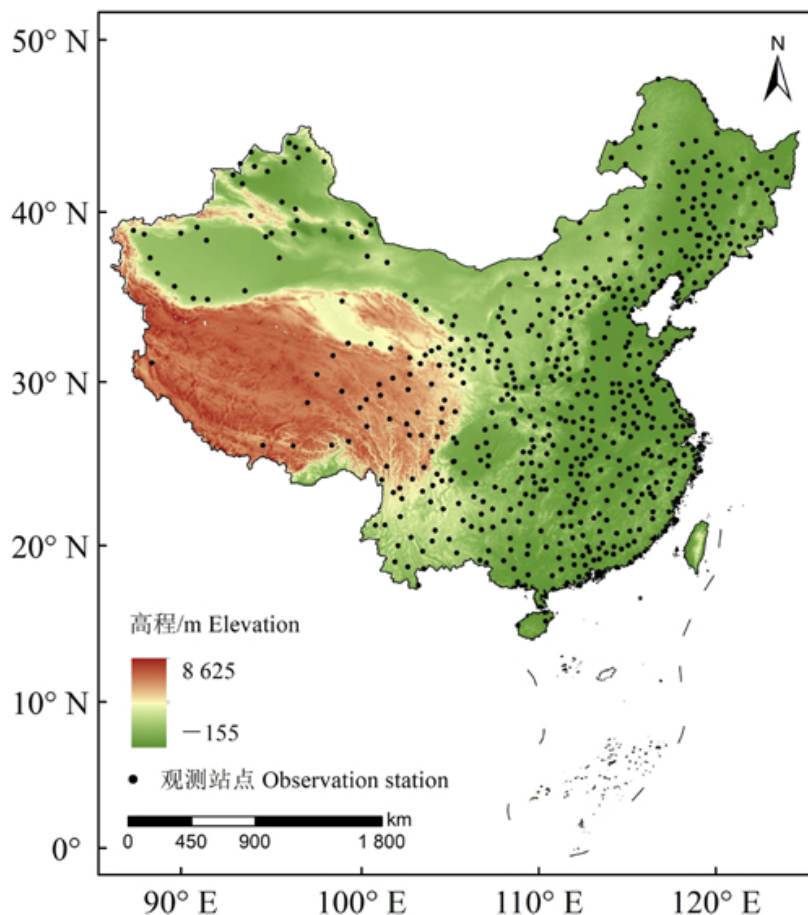 50° N
N
40° N
30° N
20° N
高程/m Elevation
8 625
−155
10° N
观测站点 Observation station
km
0 450 900 1 800
0°
90° E 100° E 110° E 120° E